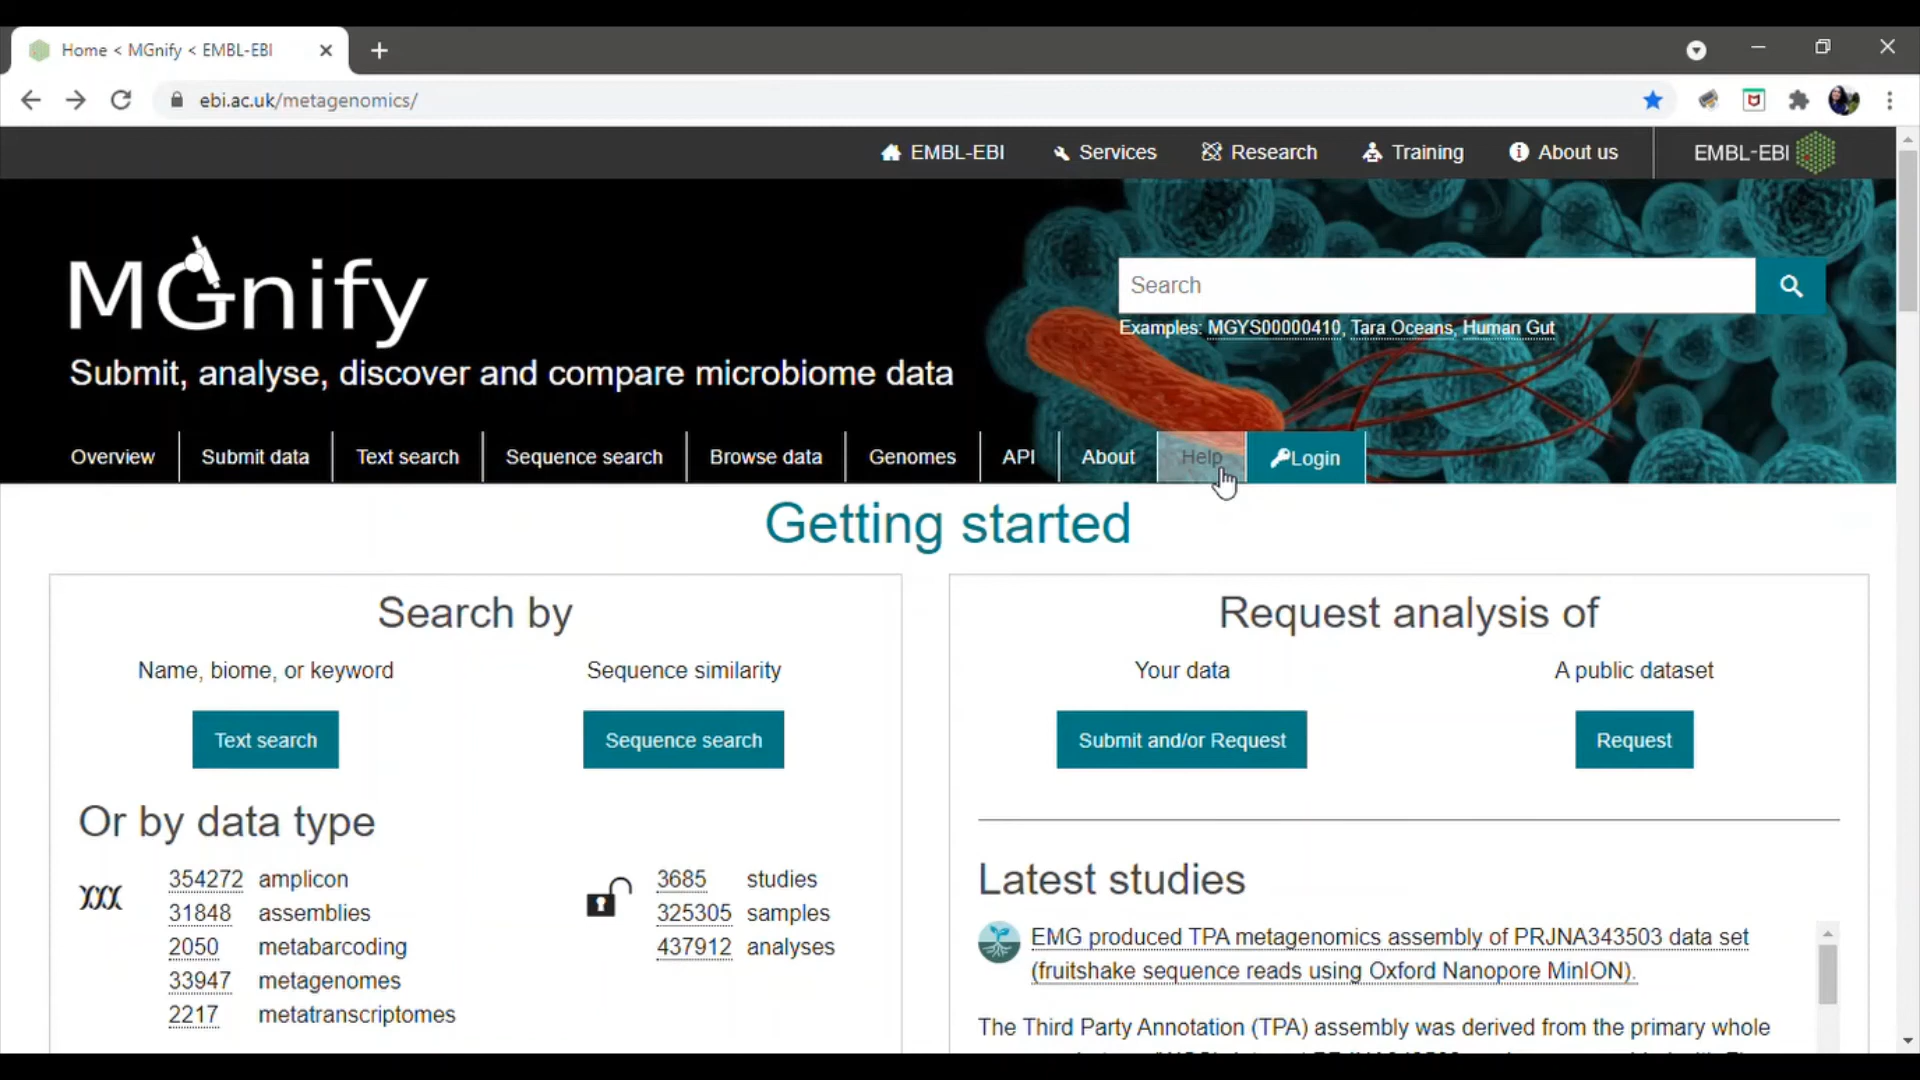 Home < MGnify < EMBL-EBI
ebi.ac.uk/metagenomics/
EMBL-EBI Services Research Training About us EMBL-EBI
MGnify
Search
Examples: MGYS00000410, Tara Oceans, Human Gut
Submit, analyse, discover and compare microbiome data
Overview Submit data Text search Sequence search Browse data Genomes API About Help Login
Getting started
Search by
Name, biome, or keyword Sequence similarity
Text search Sequence search
Or by data type
354272 amplicon
31848 assemblies
2050 metabarcoding
33947 metagenomes
2217 metatranscriptomes
3685 studies
325305 samples
437912 analyses
Request analysis of
Your data A public dataset
Submit and/or Request Request
Latest studies
EMG produced TPA metagenomics assembly of PRJNA343503 data set
(fruitshake sequence reads using Oxford Nanopore MinION).
The Third Party Annotation (TPA) assembly was derived from the primary whole